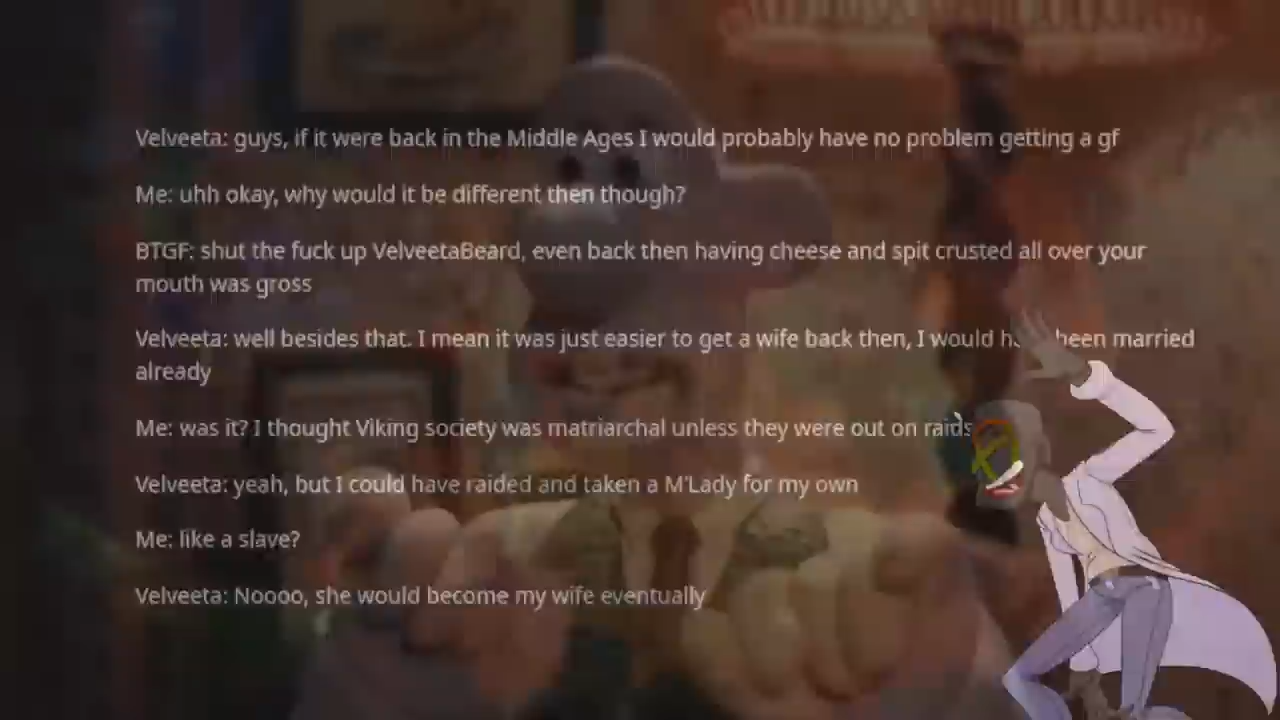 Velveeta: guys, if it were back in the Middle Ages I would probably have no problem getting a gf
Me: uhh okay, why would it be different then though?
BTGF: shut the fuck up VelveetaBeard, even back then having cheese and spit crusted all over your
mouth was gross
Velveeta: well besides that. I mean it was just easier to get a wife back then, I would been married
already
Me: was it? I thought Viking society was matriarchal unless they were out on raids
Velveeta: yeah, but I could have raided and taken a M'Lady for my own
Me: like a slave?
Velveeta: Noooo, she would become my wife eventually